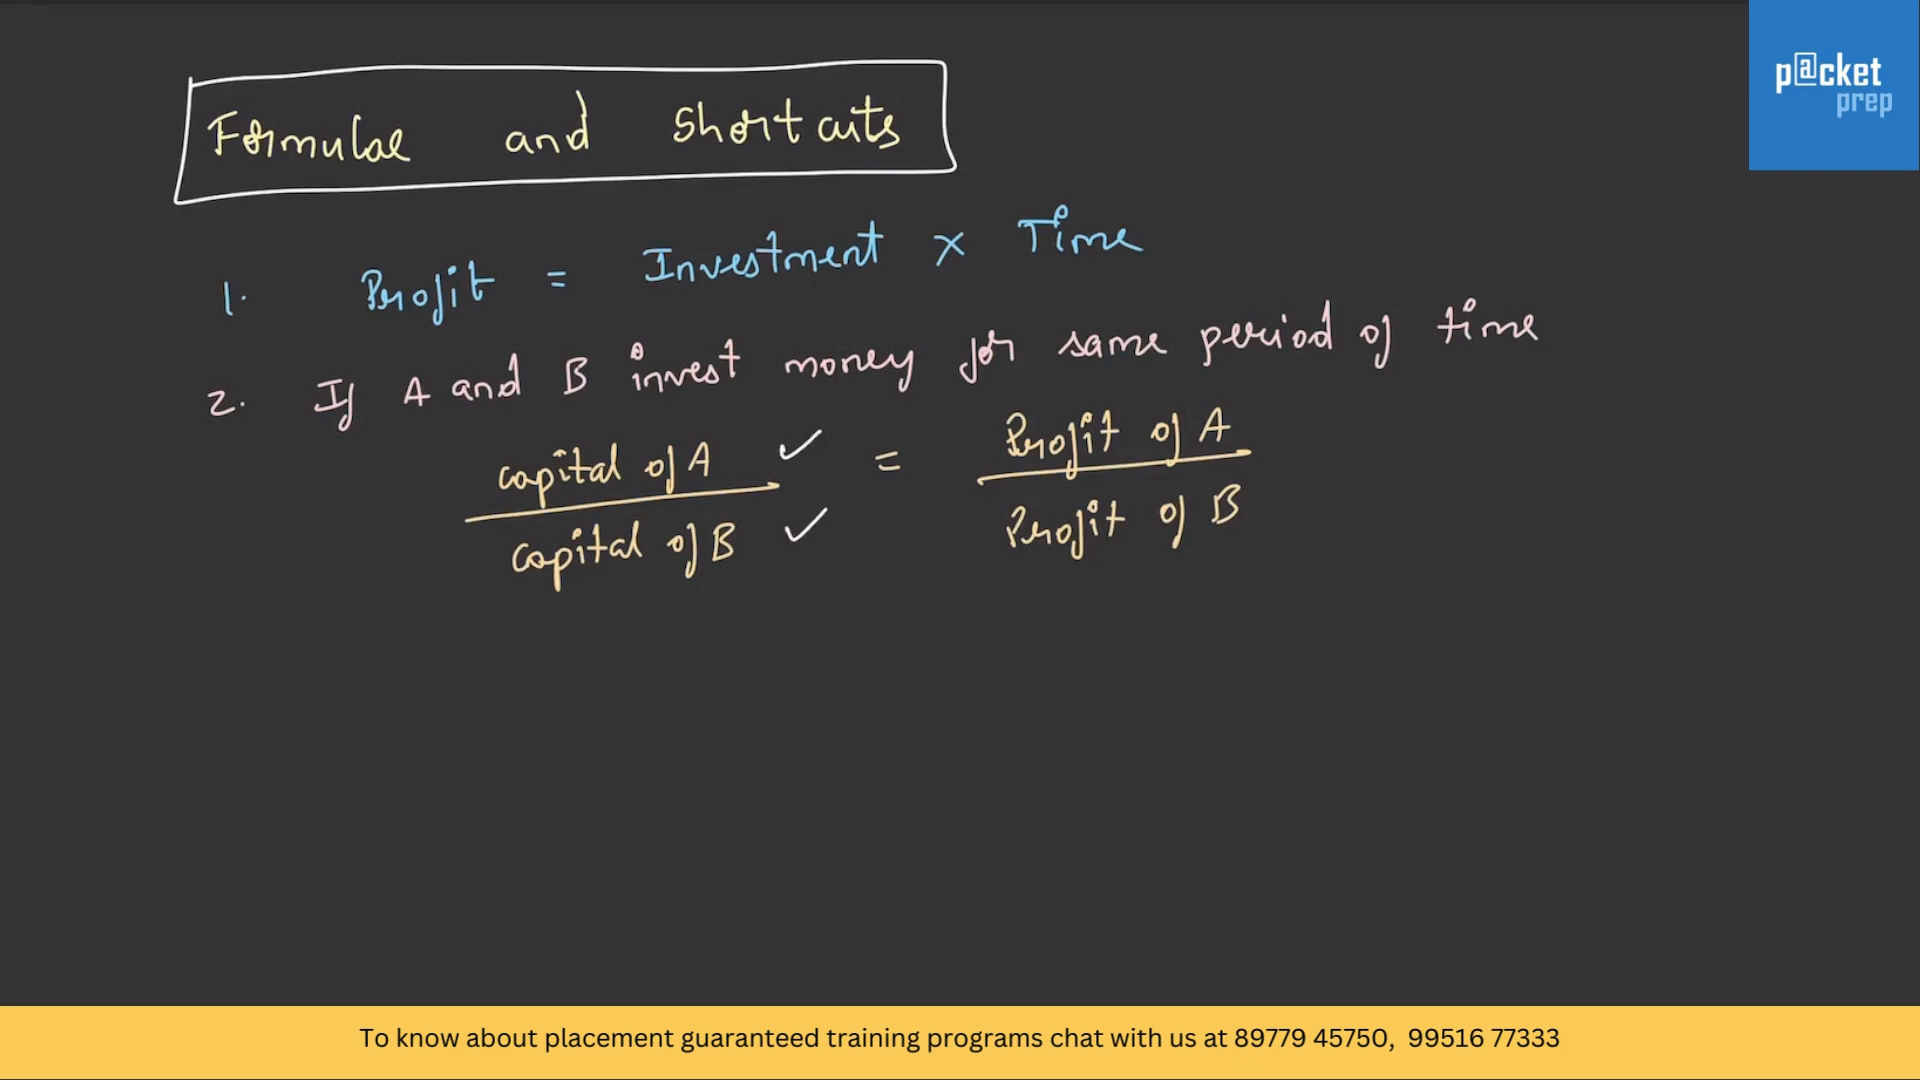 p@cket
prep
Formulae and Shortcuts
1. Profit = Investment x Time
2. If A and B invest money for same period of time
capital of A ✓ = Profit of A
capital of B ✓ Profit of B
To know about placement guaranteed training programs chat with us at 89779 45750, 99516 77333